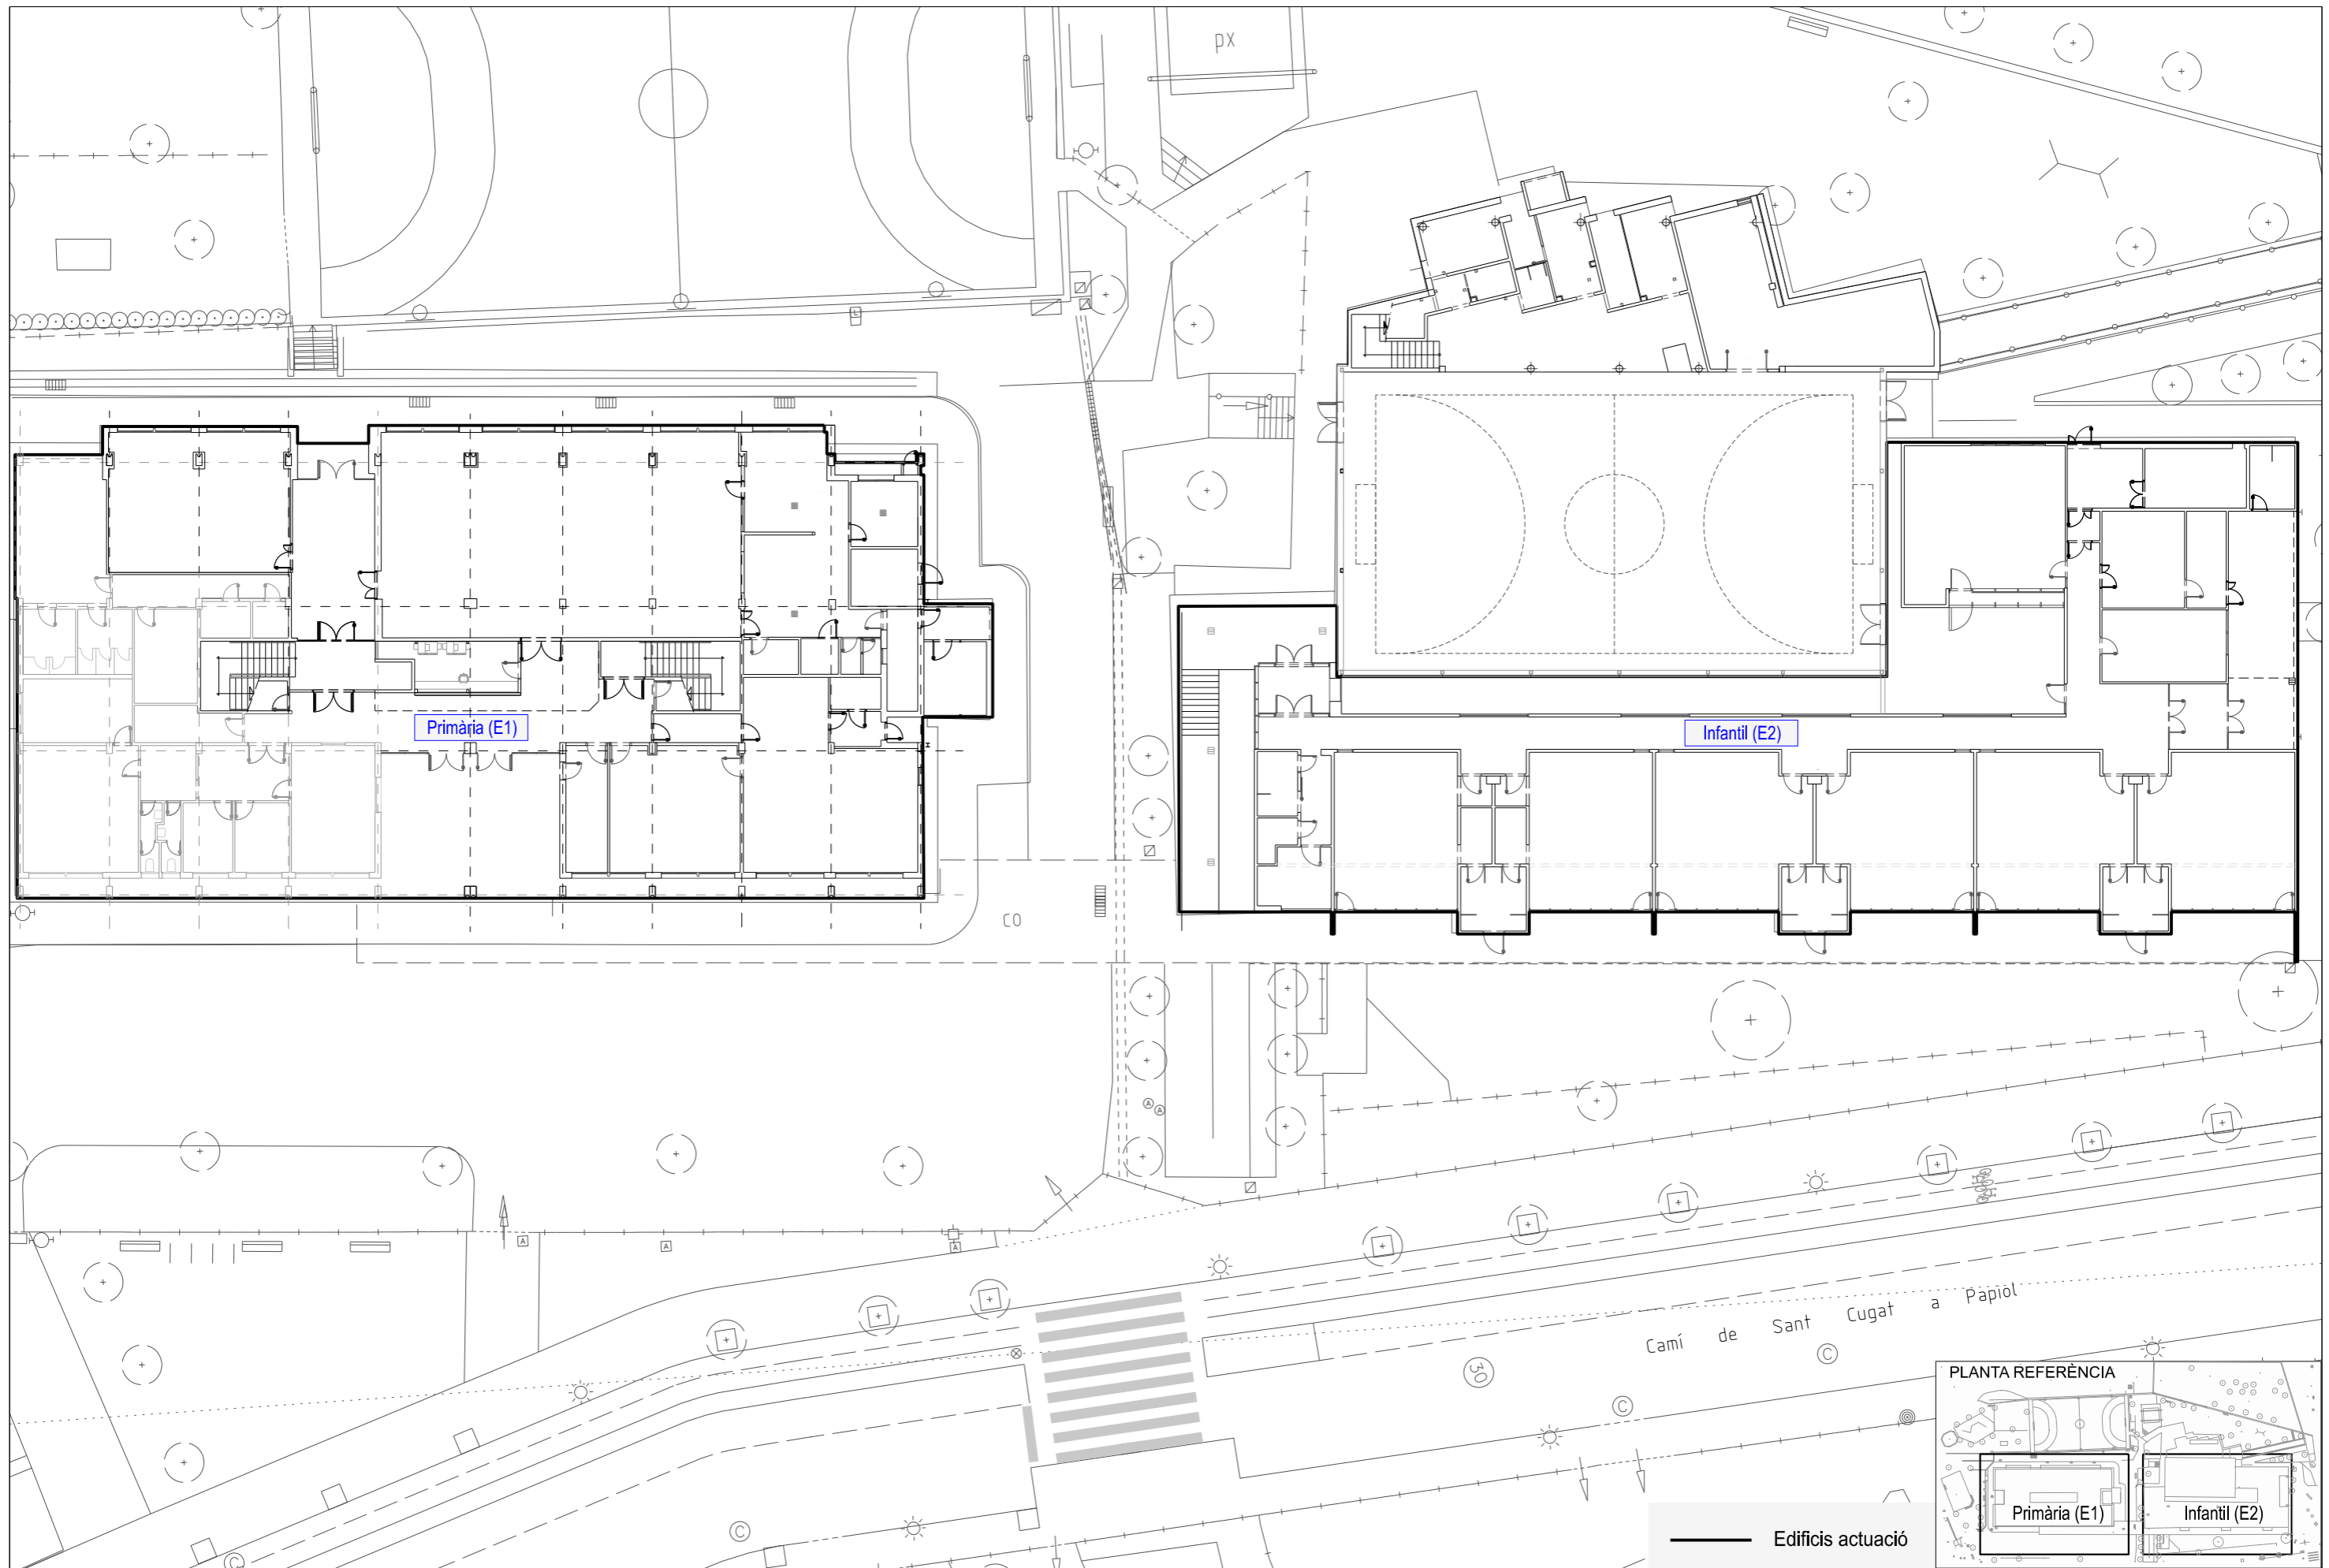 px
L
Primària (E1)
Infantil (E2)
co
A
A
A
A
A
Camí de Sant Cugat a Papiol
30
C
C
C
C
PLANTA REFERÈNCIA
Primària (E1)
Infantil (E2)
Edificis actuació